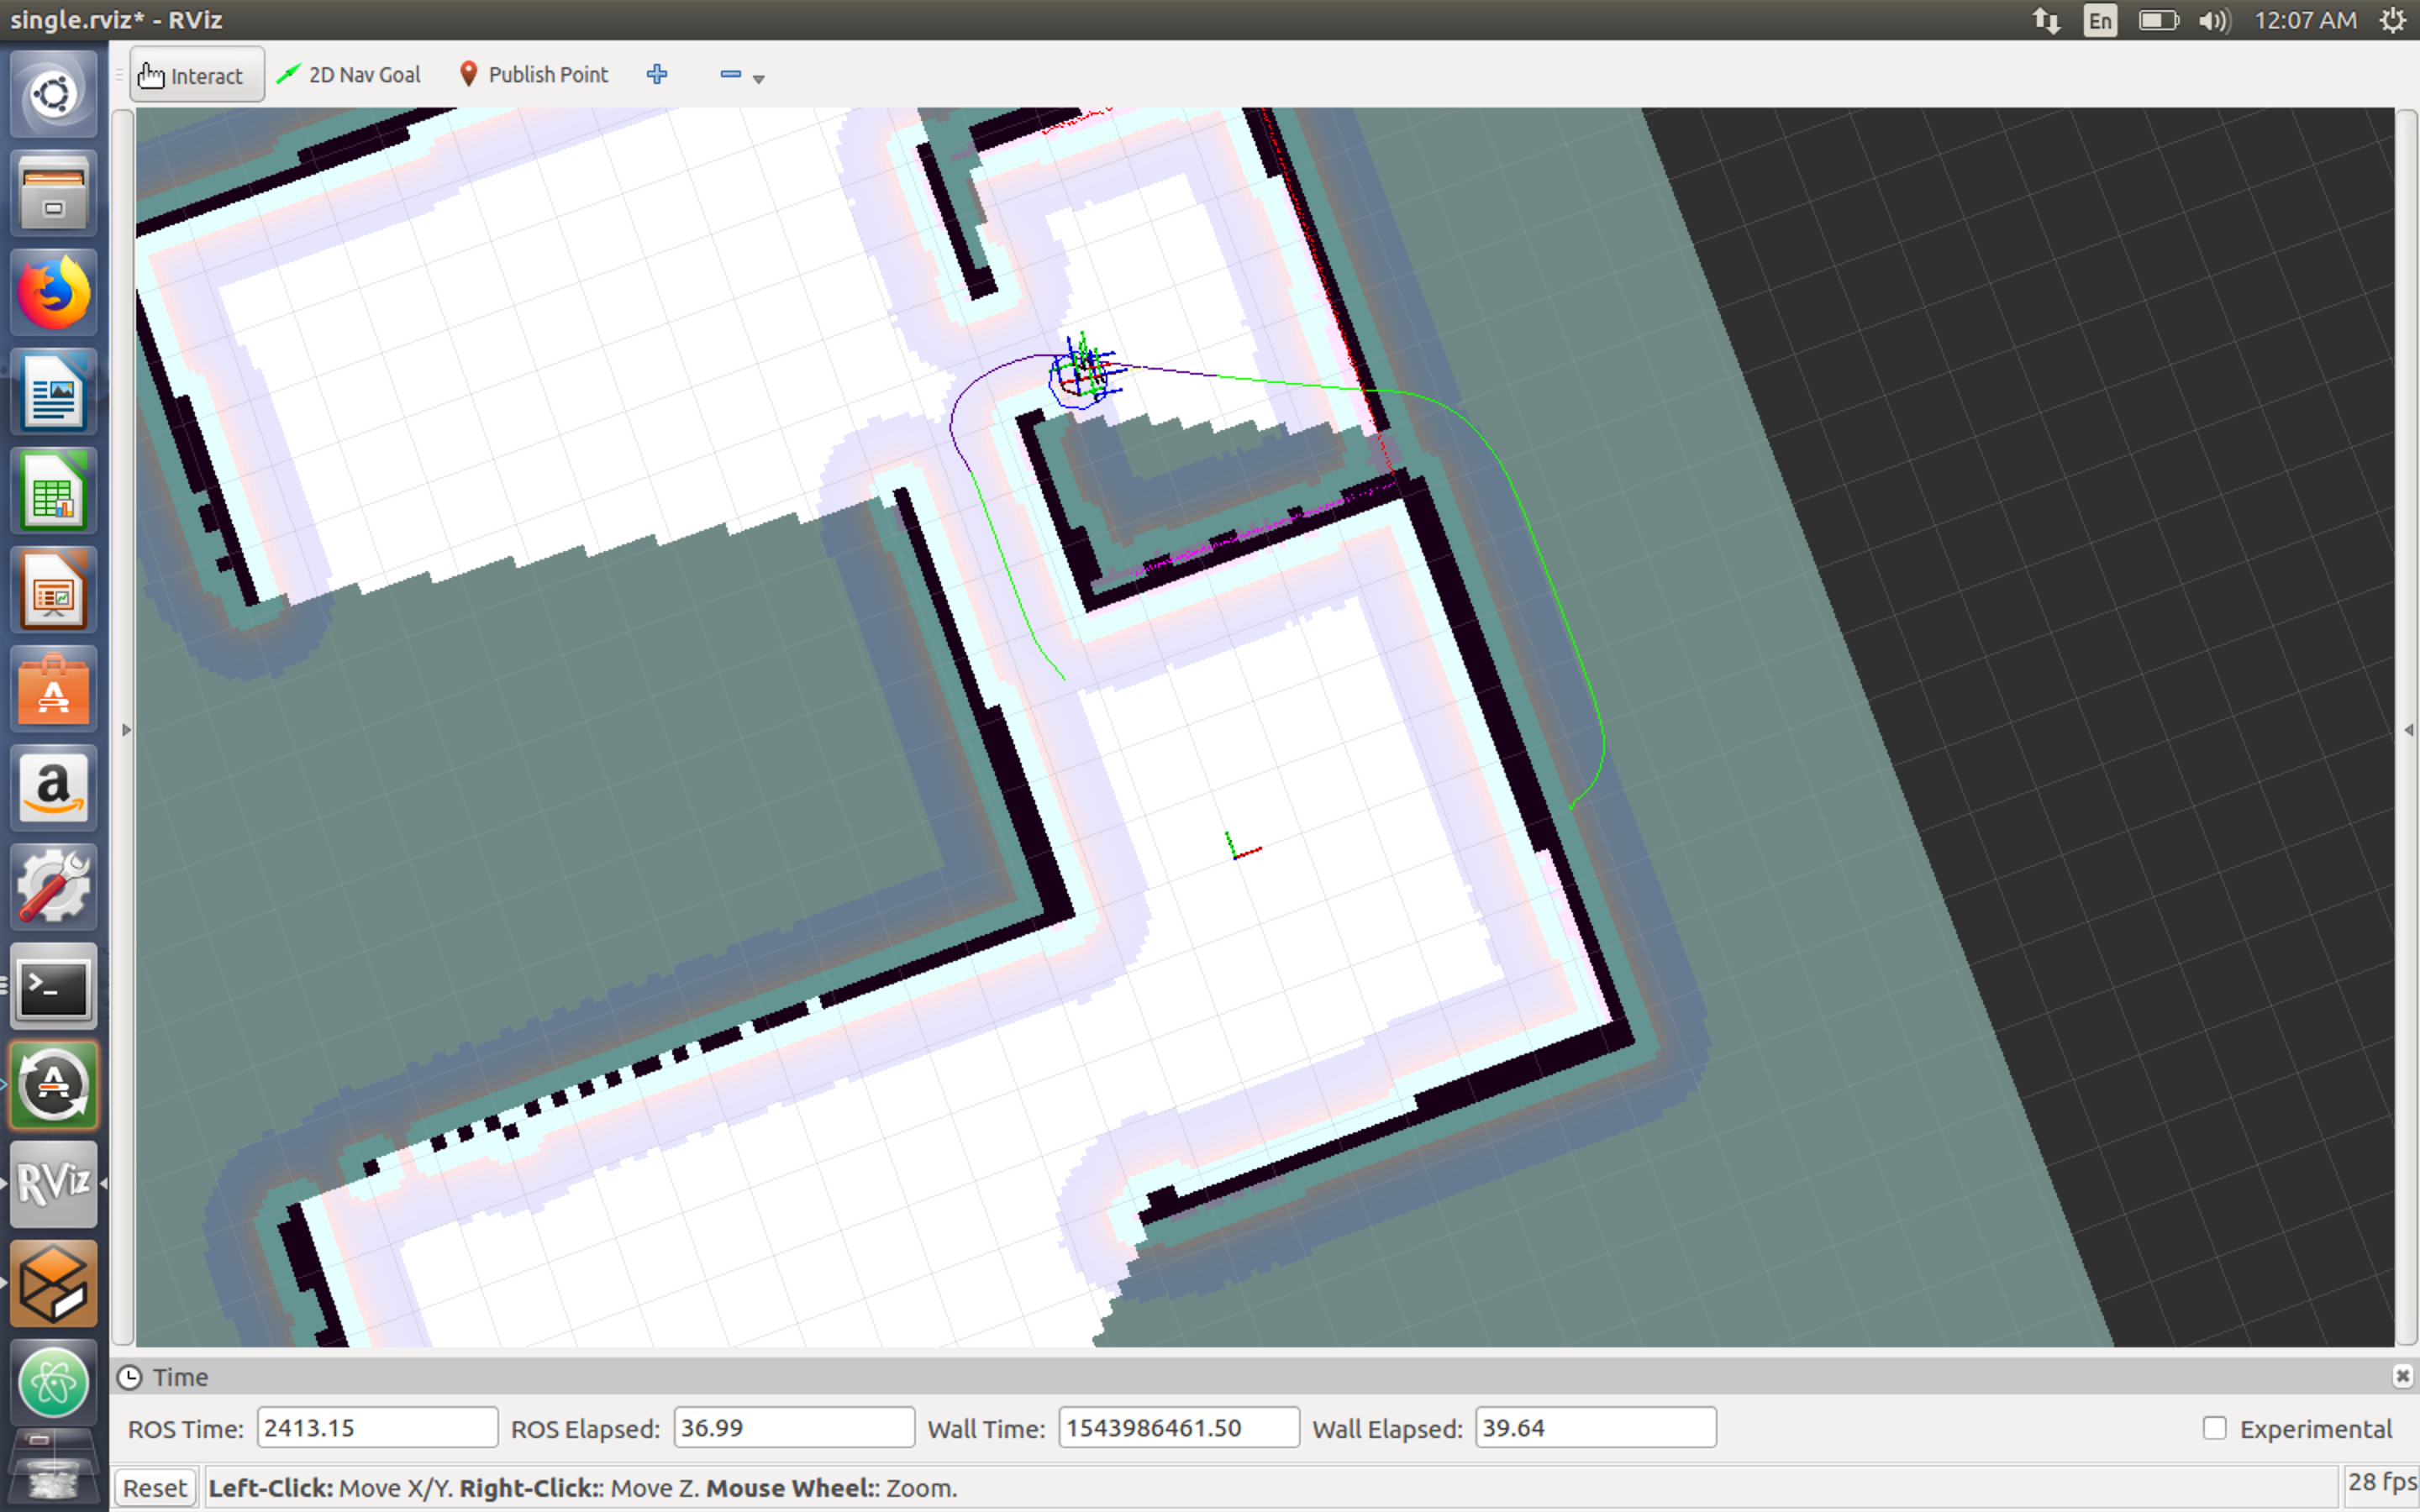 single.rviz* - RViz
En
12:07 AM
Interact
2D Nav Goal
Publish Point
a
>_
RViz
Time
ROS Time: 2413.15 ROS Elapsed: 36.99 Wall Time: 1543986461.50 Wall Elapsed: 39.64 Experimental
Reset Left-Click: Move X/Y. Right-Click:: Move Z. Mouse Wheel:: Zoom. 28 fps